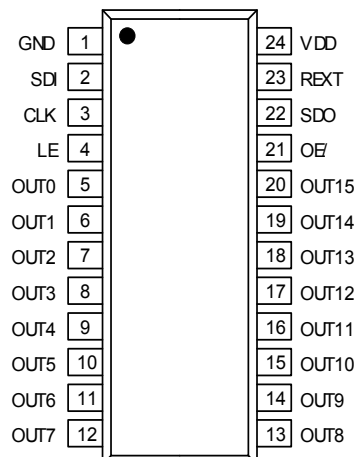 GND 1 24 VDD
SDI 2 23 REXT
CLK 3 22 SDO
LE 4 21 OE/
OUT0 5 20 OUT15
OUT1 6 19 OUT14
OUT2 7 18 OUT13
OUT3 8 17 OUT12
OUT4 9 16 OUT11
OUT5 10 15 OUT10
OUT6 11 14 OUT9
OUT7 12 13 OUT8